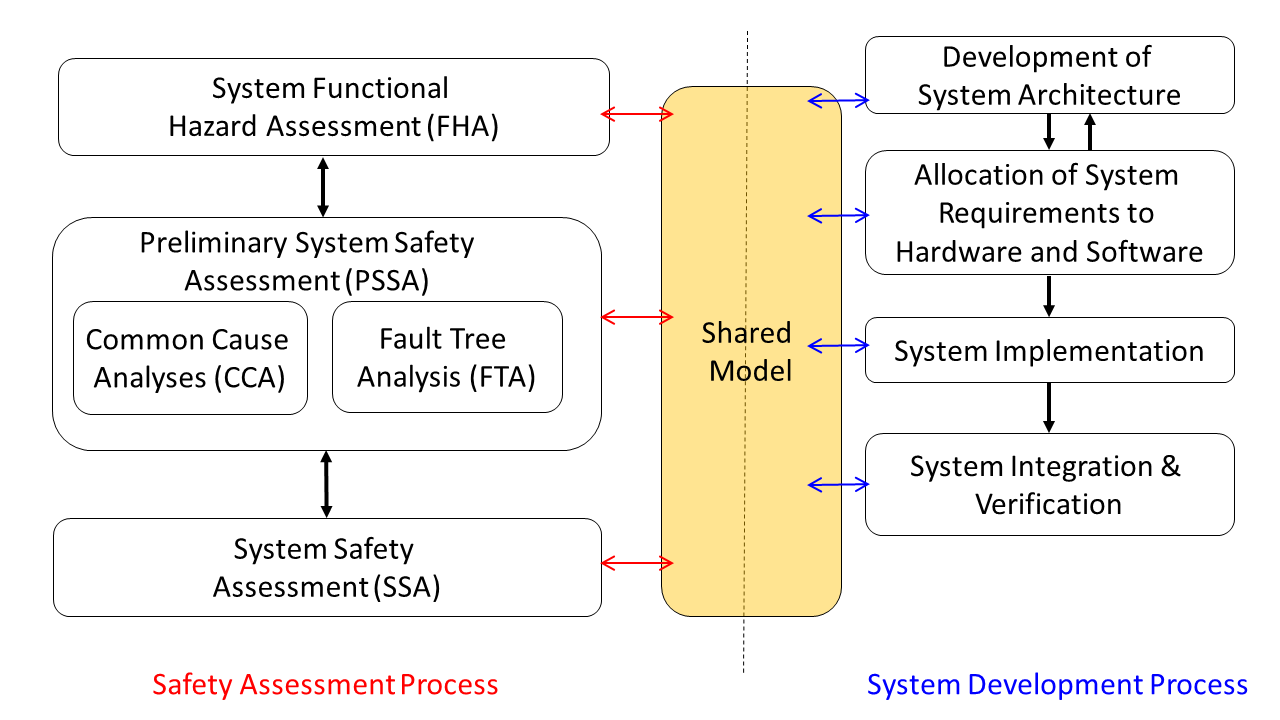 System Functional
Hazard Assessment (FHA)
Preliminary System Safety
Assessment (PSSA)
Common Cause
Analyses (CCA)
Fault Tree
Analysis (FTA)
System Safety
Assessment (SSA)
Safety Assessment Process
Shared
Model
Development of
System Architecture
Allocation of System
Requirements to
Hardware and Software
System Implementation
System Integration &
Verification
System Development Process